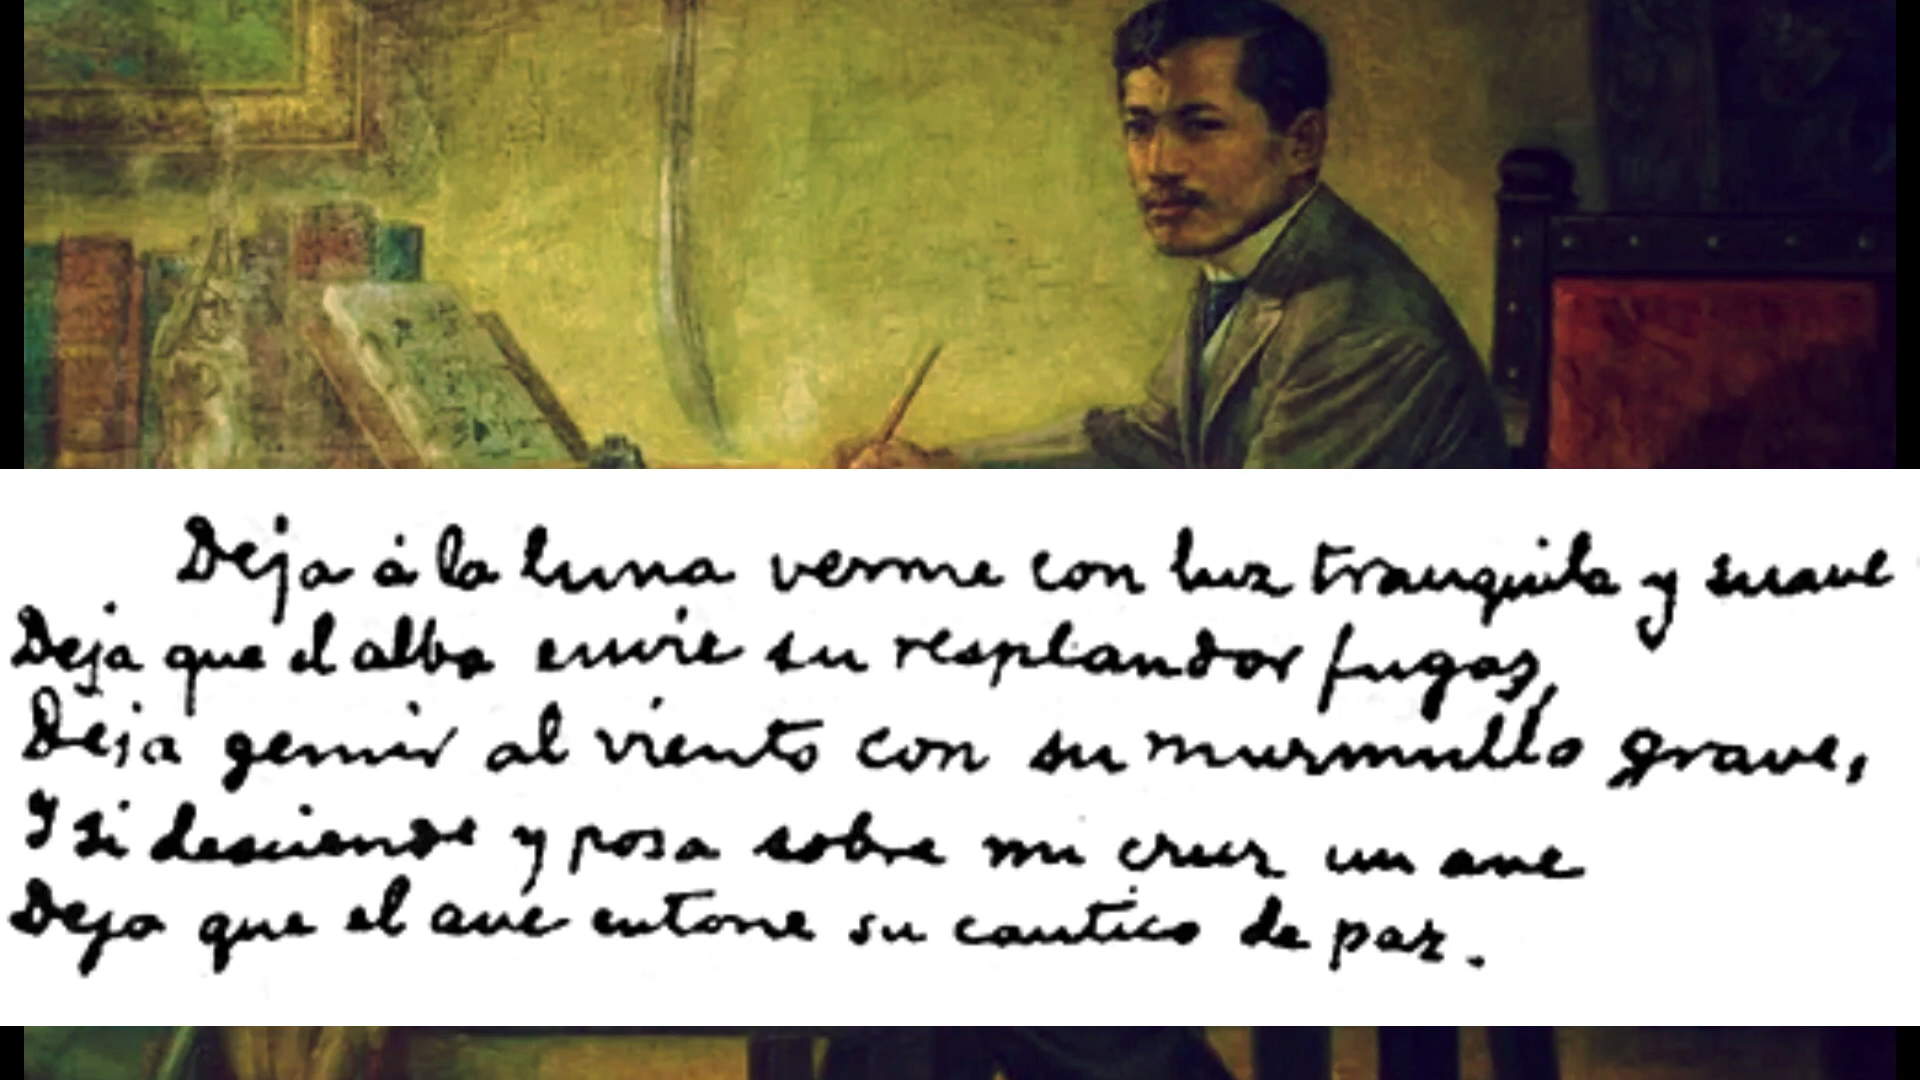 Deja á la luna verme con luz tranquila y suave
Deja que el alba envíe su resplandor fugaz,
Deja gemir al viento con su murmullo grave,
Y si desciende y posa sobre mi cruz un ave
Deja que el ave entone su cantico de paz.